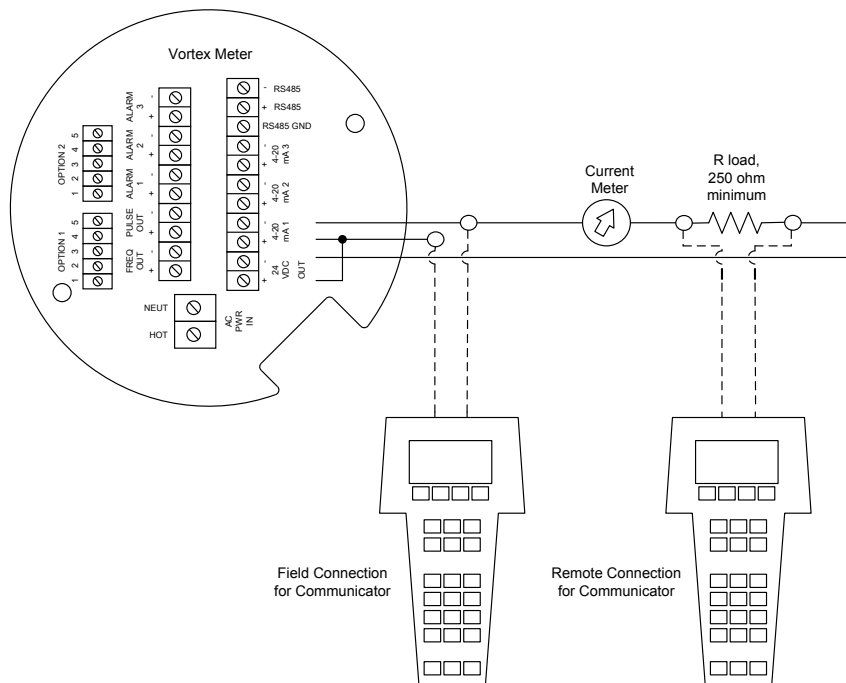 Vortex Meter
- RS485
+ RS485
RS485 GND
-
+
4-20
mA 3
-
+
4-20
mA 2
-
+
4-20
mA 1
-
+
24
VDC
OUT
ALARM
3
-
+
ALARM
2
-
+
ALARM
1
-
+
PULSE
OUT
-
+
FREQ
OUT
-
+
OPTION 2
5
4
3
2
1
OPTION 1
5
4
3
2
1
NEUT
HOT
AC
PWR
IN
Current
Meter
R load,
250 ohm
minimum
Field Connection
for Communicator
Remote Connection
for Communicator